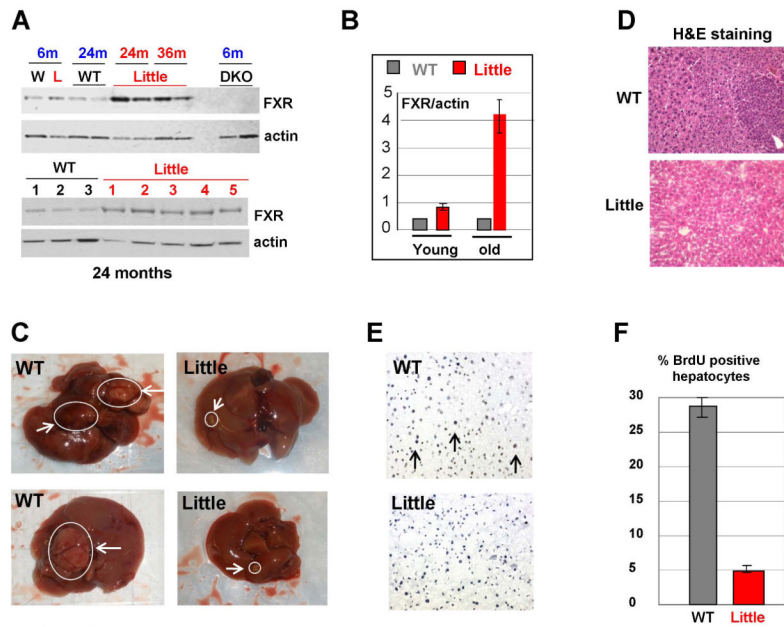 A
6m 24m 24m 36m 6m
W L WT Little DKO
FXR
actin
WT Little
1 2 3 1 2 3 4 5
FXR
actin
24 months
B
WT Little
FXR/actin
5
4
3
2
1
0
Young old
C
WT Little
WT Little
D
H&E staining
WT
Little
E
WT
Little
F
% BrdU positive
hepatocytes
30
25
20
15
10
5
0
WT Little